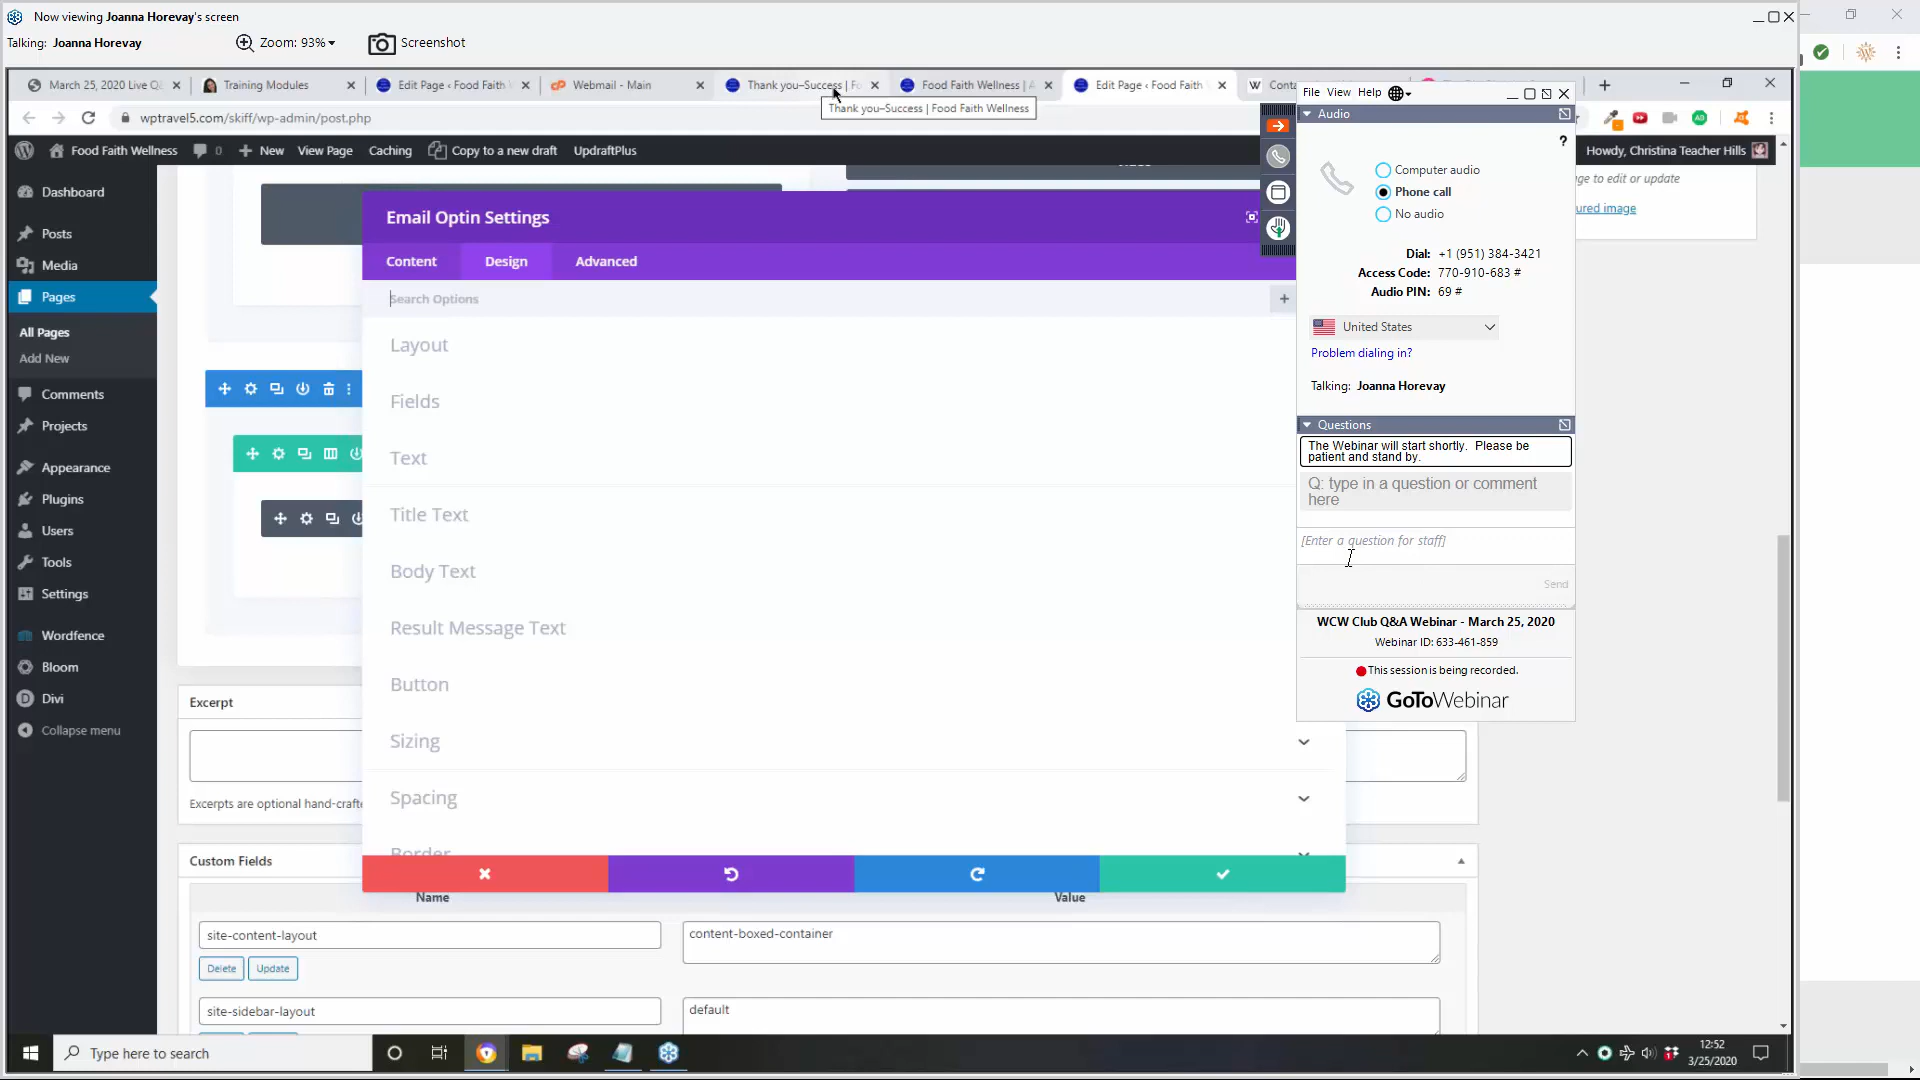 Now viewing Joanna Horevay's screen
Talking: Joanna Horevay
Zoom: 93%
Screenshot
March 25, 2020 Live Q&
Training Modules
Edit Page ‹ Food Faith
Webmail - Main
Thank you–Success | Fo
Food Faith Wellness | A
Edit Page ‹ Food Faith
Conta
Thank you–Success | Food Faith Wellness
wptravel5.com/skiff/wp-admin/post.php
Food Faith Wellness
0
New
View Page
Caching
Copy to a new draft
UpdraftPlus
Howdy, Christina Teacher Hills
Dashboard
Posts
Media
Pages
All Pages
Add New
Comments
Projects
Appearance
Plugins
Users
Tools
Settings
Wordfence
Bloom
Divi
Collapse menu
Email Optin Settings
Content
Design
Advanced
Search Options
Layout
Fields
Text
Title Text
Body Text
Result Message Text
Button
Sizing
Spacing
Border
Excerpt
Excerpts are optional hand-crafte
Custom Fields
Name
Value
site-content-layout
content-boxed-container
Delete
Update
site-sidebar-layout
default
ge to edit or update
ured image
File View Help
Audio
?
Computer audio
Phone call
No audio
Dial: +1 (951) 384-3421
Access Code: 770-910-683 #
Audio PIN: 69 #
United States
Problem dialing in?
Talking: Joanna Horevay
Questions
The Webinar will start shortly. Please be
patient and stand by.
Q: type in a question or comment
here
[Enter a question for staff]
Send
WCW Club Q&A Webinar - March 25, 2020
Webinar ID: 633-461-859
This session is being recorded.
GoToWebinar
Type here to search
12:52
3/25/2020